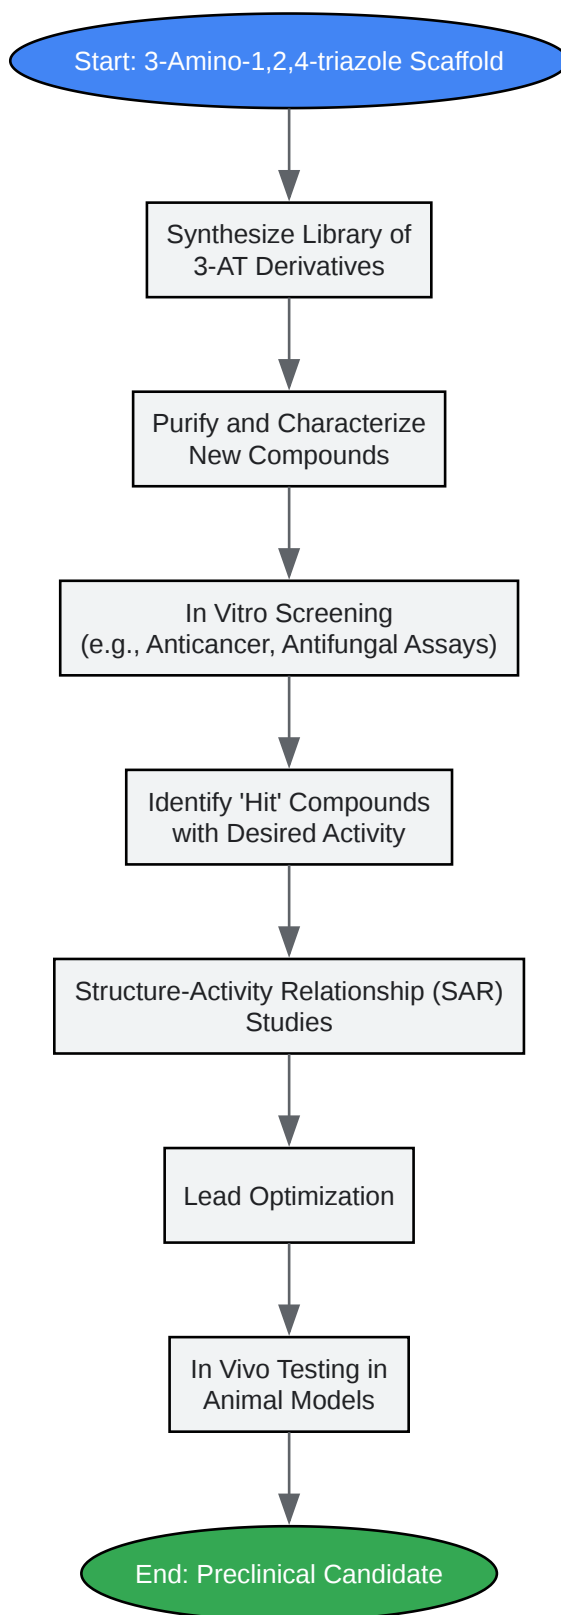 Start: 3-Amino-1,2,4-triazole Scaffold
Synthesize Library of
3-AT Derivatives
Purify and Characterize
New Compounds
In Vitro Screening
(e.g., Anticancer, Antifungal Assays)
Identify 'Hit' Compounds
with Desired Activity
Structure-Activity Relationship (SAR)
Studies
Lead Optimization
In Vivo Testing in
Animal Models
End: Preclinical Candidate